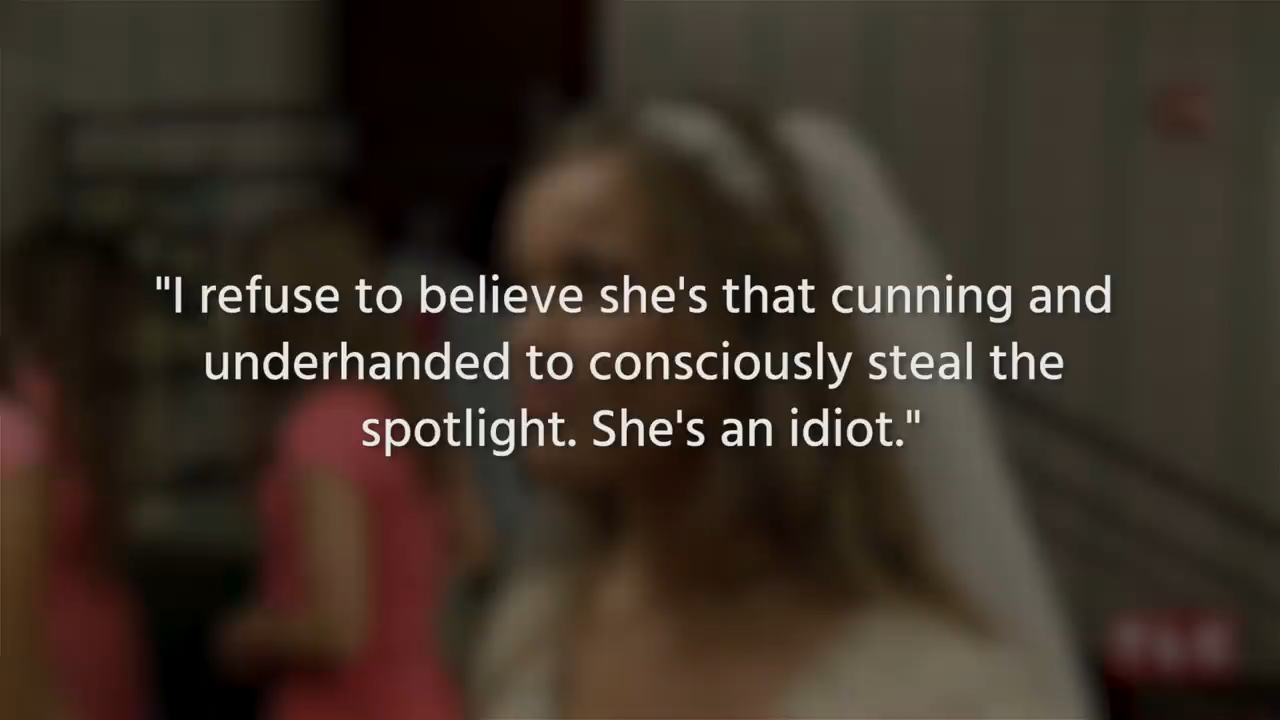 "I refuse to believe she's that cunning and
underhanded to consciously steal the
spotlight. She's an idiot."